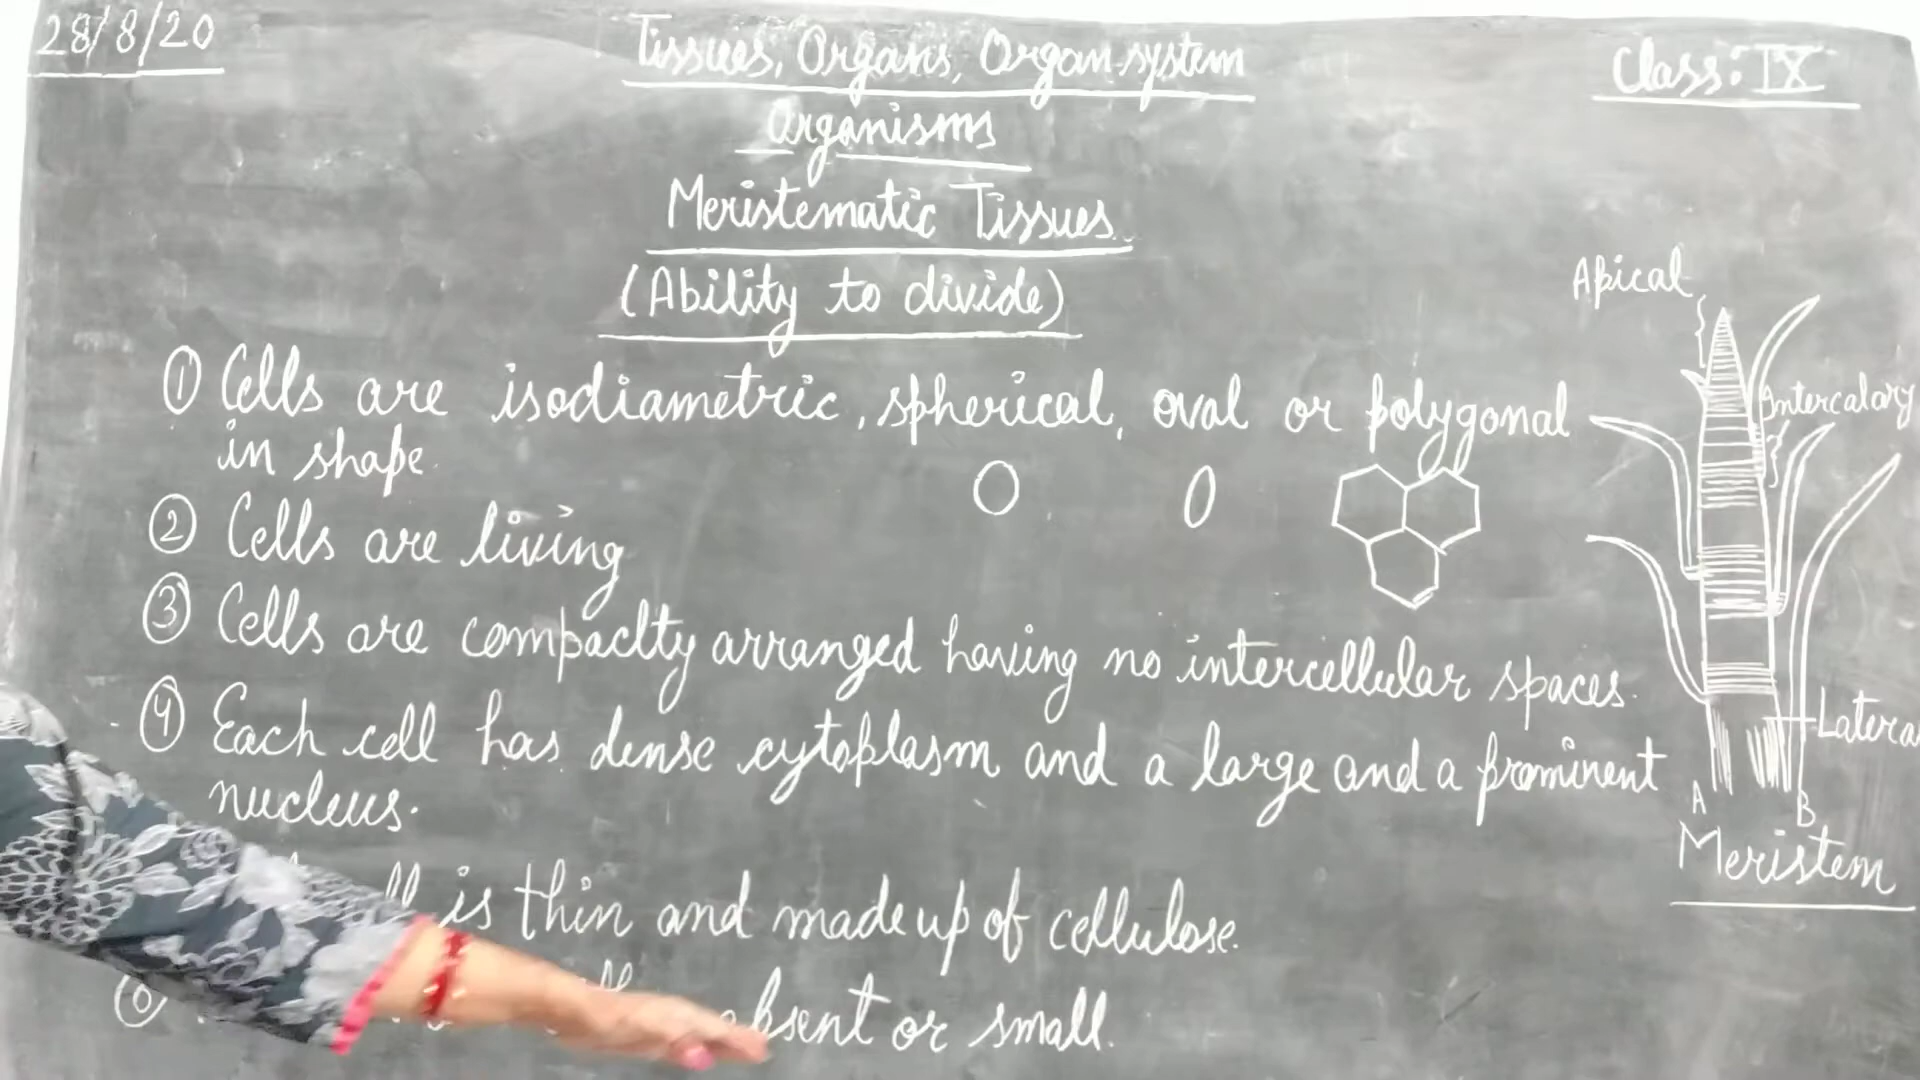 28/8/20
Tissues, Organs, Organ-system
Organisms
Class: IX
Meristematic Tissues
(Ability to divide)
① Cells are isodiametric, spherical, oval or polygonal
in shape.
② Cells are living
③ Cells are compaclty arranged having no intercellular spaces.
④ Each cell has dense cytoplasm and a large and a prominent
nucleus.
is thin and made up of cellulose.
⑥ absent or small.
Apical
Intercalary
Latera
A B
Meristem